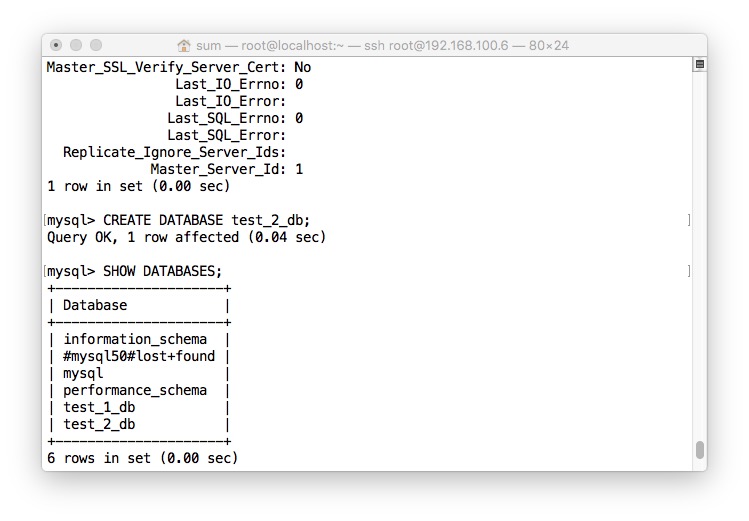 sum — root@localhost:~ — ssh root@192.168.100.6 — 80×24
Master_SSL_Verify_Server_Cert: No
Last_IO_Errno: 0
Last_IO_Error:
Last_SQL_Errno: 0
Last_SQL_Error:
Replicate_Ignore_Server_Ids:
Master_Server_Id: 1
1 row in set (0.00 sec)
[mysql> CREATE DATABASE test_2_db; ]
Query OK, 1 row affected (0.04 sec)
[mysql> SHOW DATABASES; ]
+--------------------+
| Database           |
+--------------------+
| information_schema |
| #mysql50#lost+found |
| mysql              |
| performance_schema |
| test_1_db          |
| test_2_db          |
+--------------------+
6 rows in set (0.00 sec)